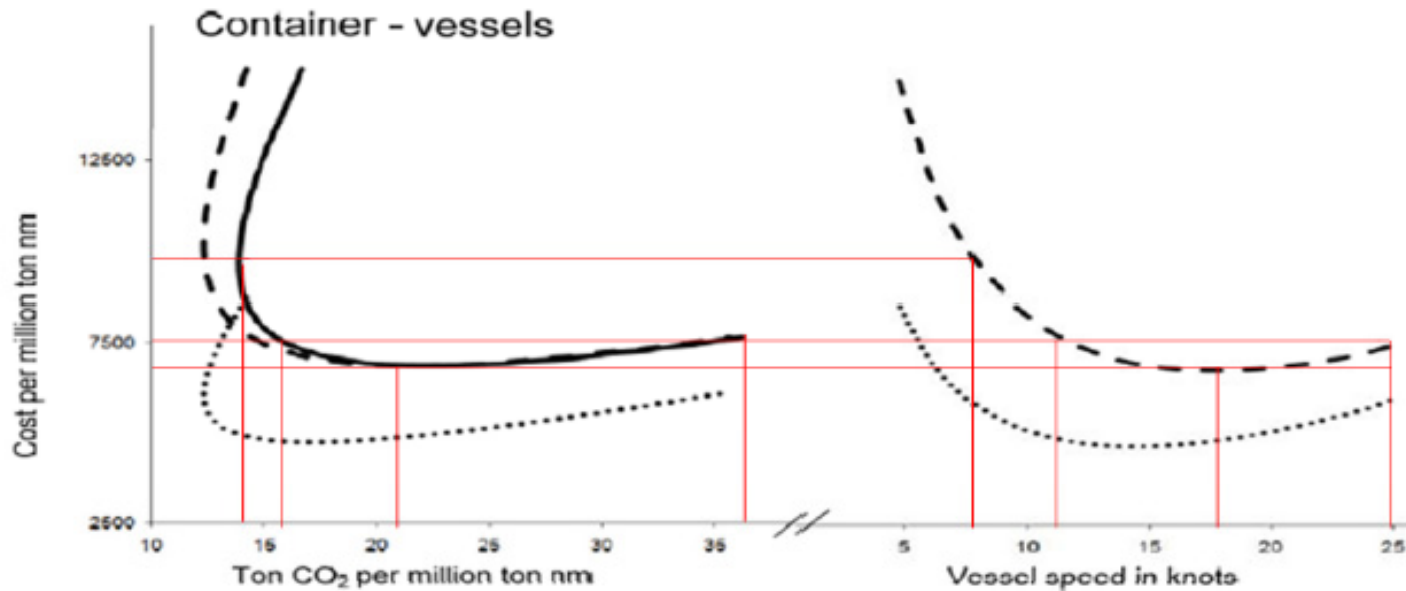 Container - vessels
12500
7500
2500
Cost per million ton nm
10 15 20 25 30 35 5 10 15 20 25
Ton CO₂ per million ton nm Vessel speed in knots